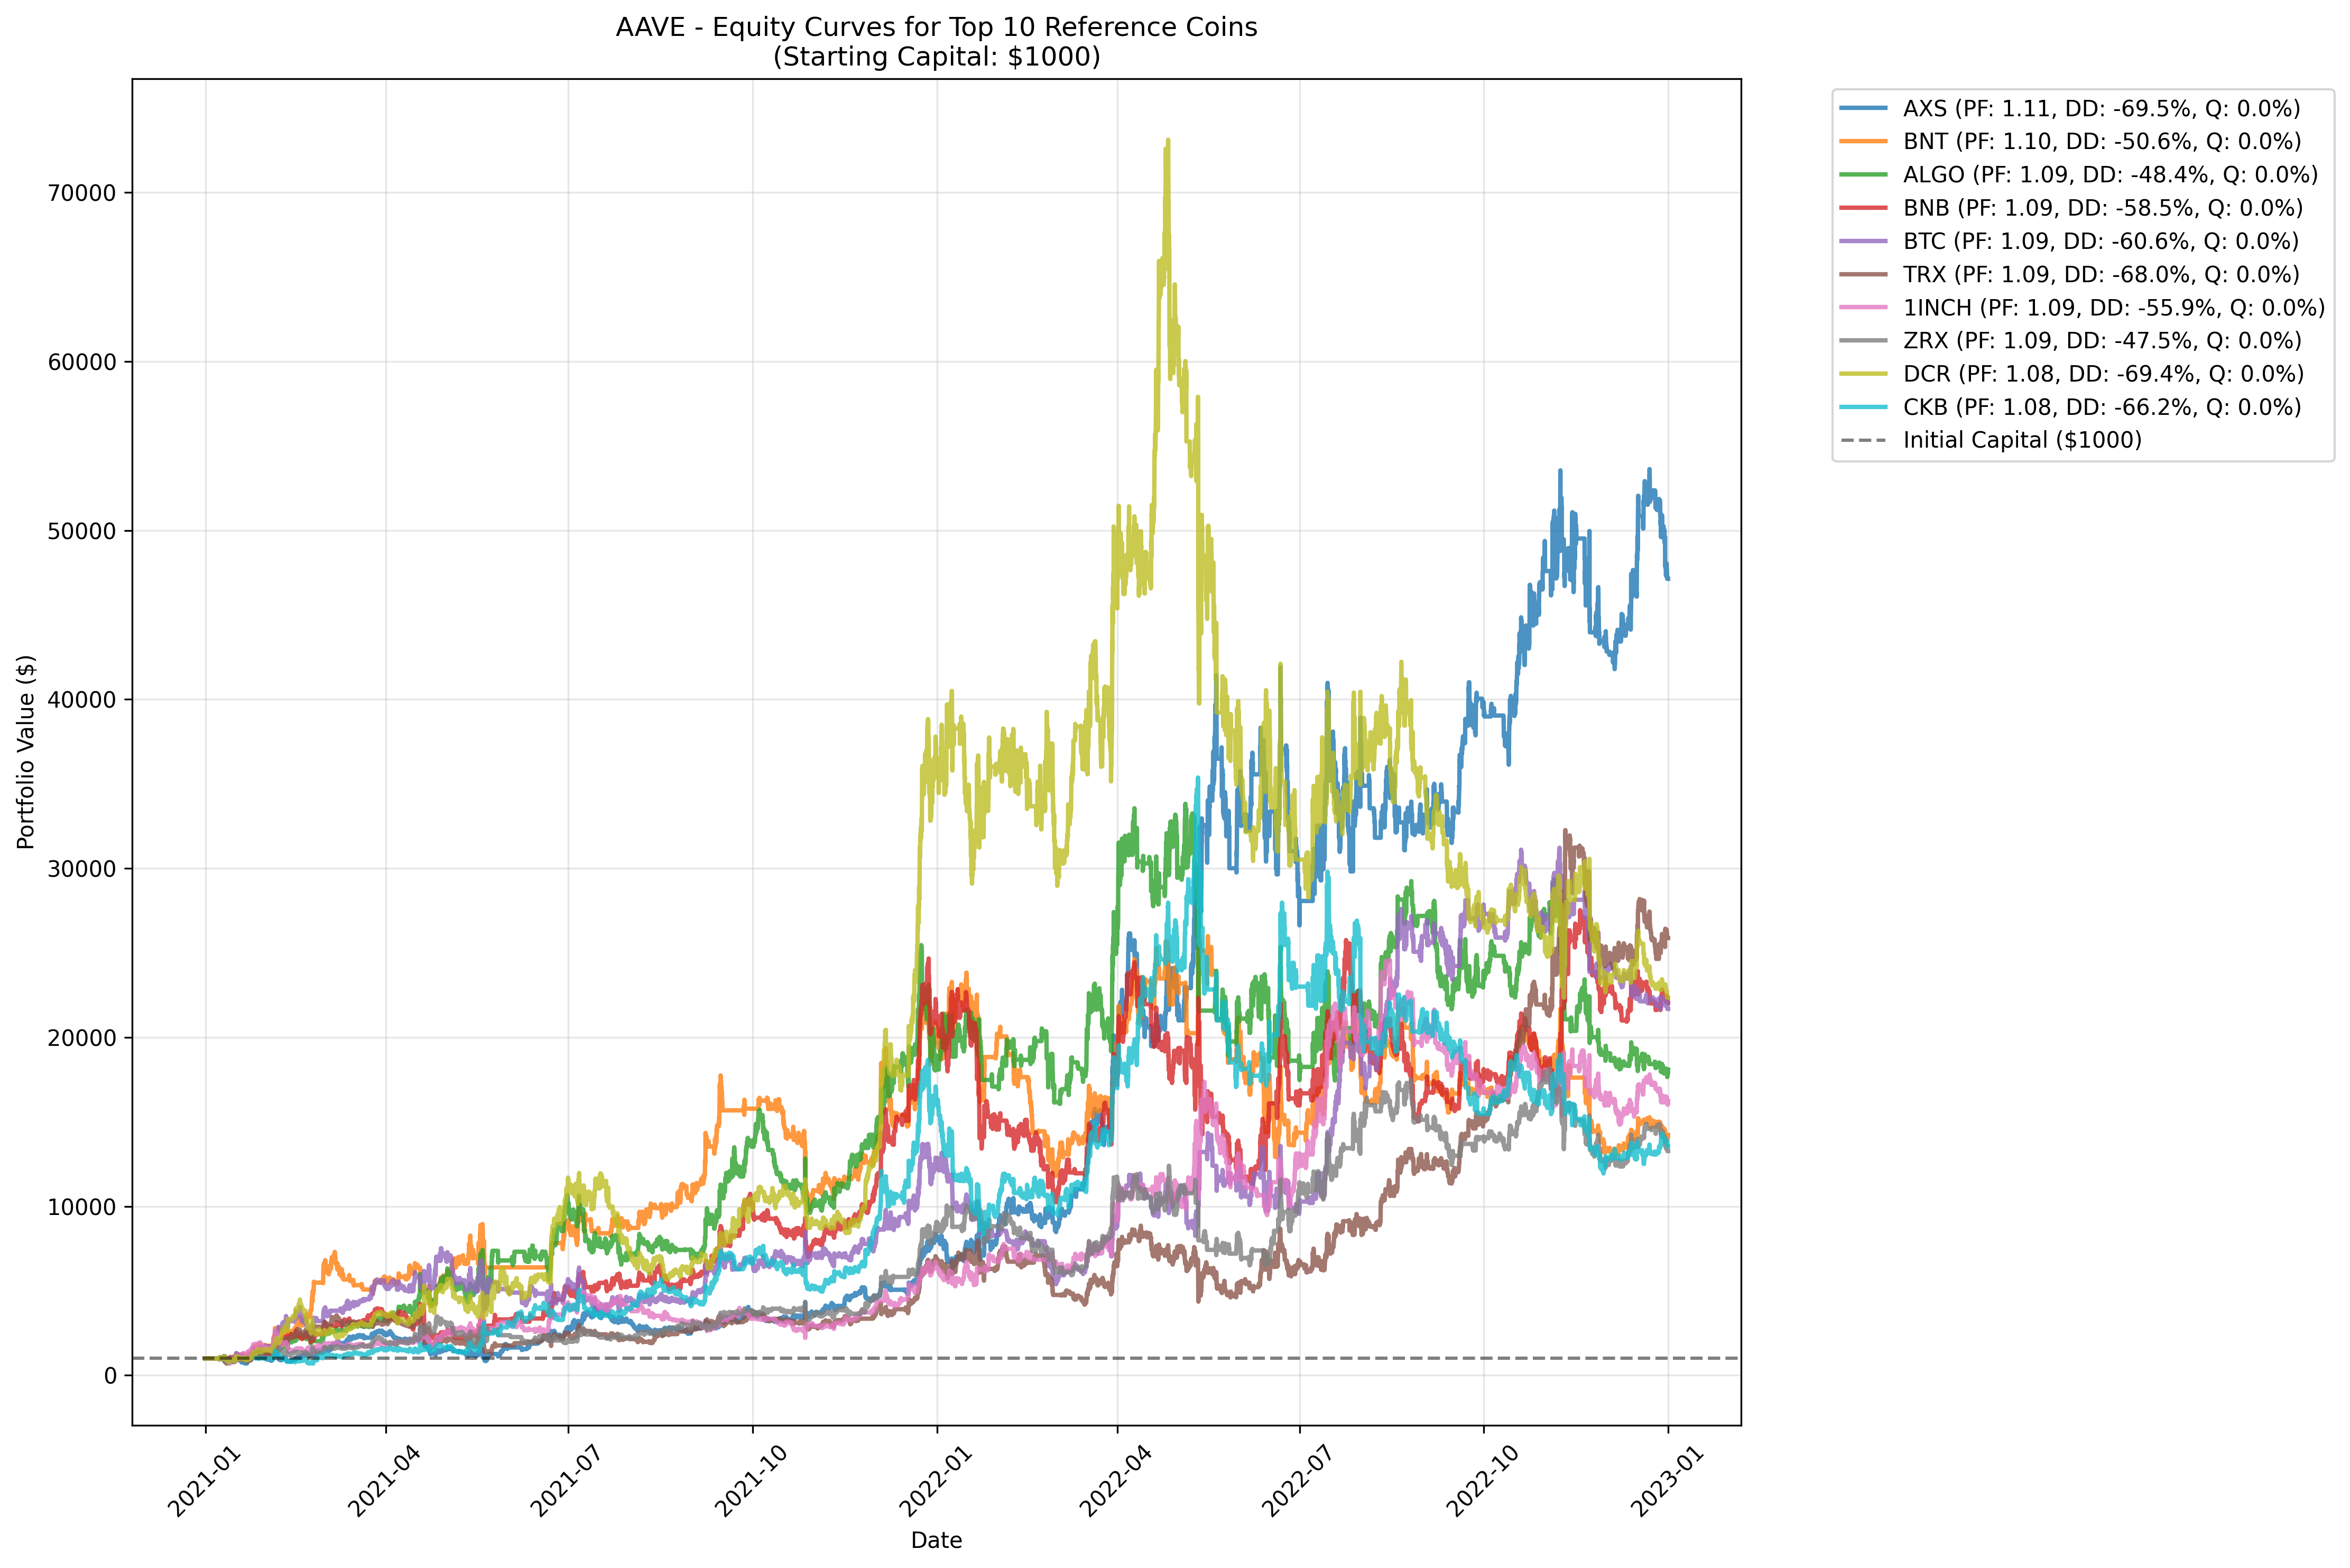 AAVE - Equity Curves for Top 10 Reference Coins
(Starting Capital: $1000)
Portfolio Value ($)
70000
60000
50000
40000
30000
20000
10000
0
2021-01
2021-04
2021-07
2021-10
2022-01
2022-04
2022-07
2022-10
2023-01
Date
AXS (PF: 1.11, DD: -69.5%, Q: 0.0%)
BNT (PF: 1.10, DD: -50.6%, Q: 0.0%)
ALGO (PF: 1.09, DD: -48.4%, Q: 0.0%)
BNB (PF: 1.09, DD: -58.5%, Q: 0.0%)
BTC (PF: 1.09, DD: -60.6%, Q: 0.0%)
TRX (PF: 1.09, DD: -68.0%, Q: 0.0%)
1INCH (PF: 1.09, DD: -55.9%, Q: 0.0%)
ZRX (PF: 1.09, DD: -47.5%, Q: 0.0%)
DCR (PF: 1.08, DD: -69.4%, Q: 0.0%)
CKB (PF: 1.08, DD: -66.2%, Q: 0.0%)
Initial Capital ($1000)